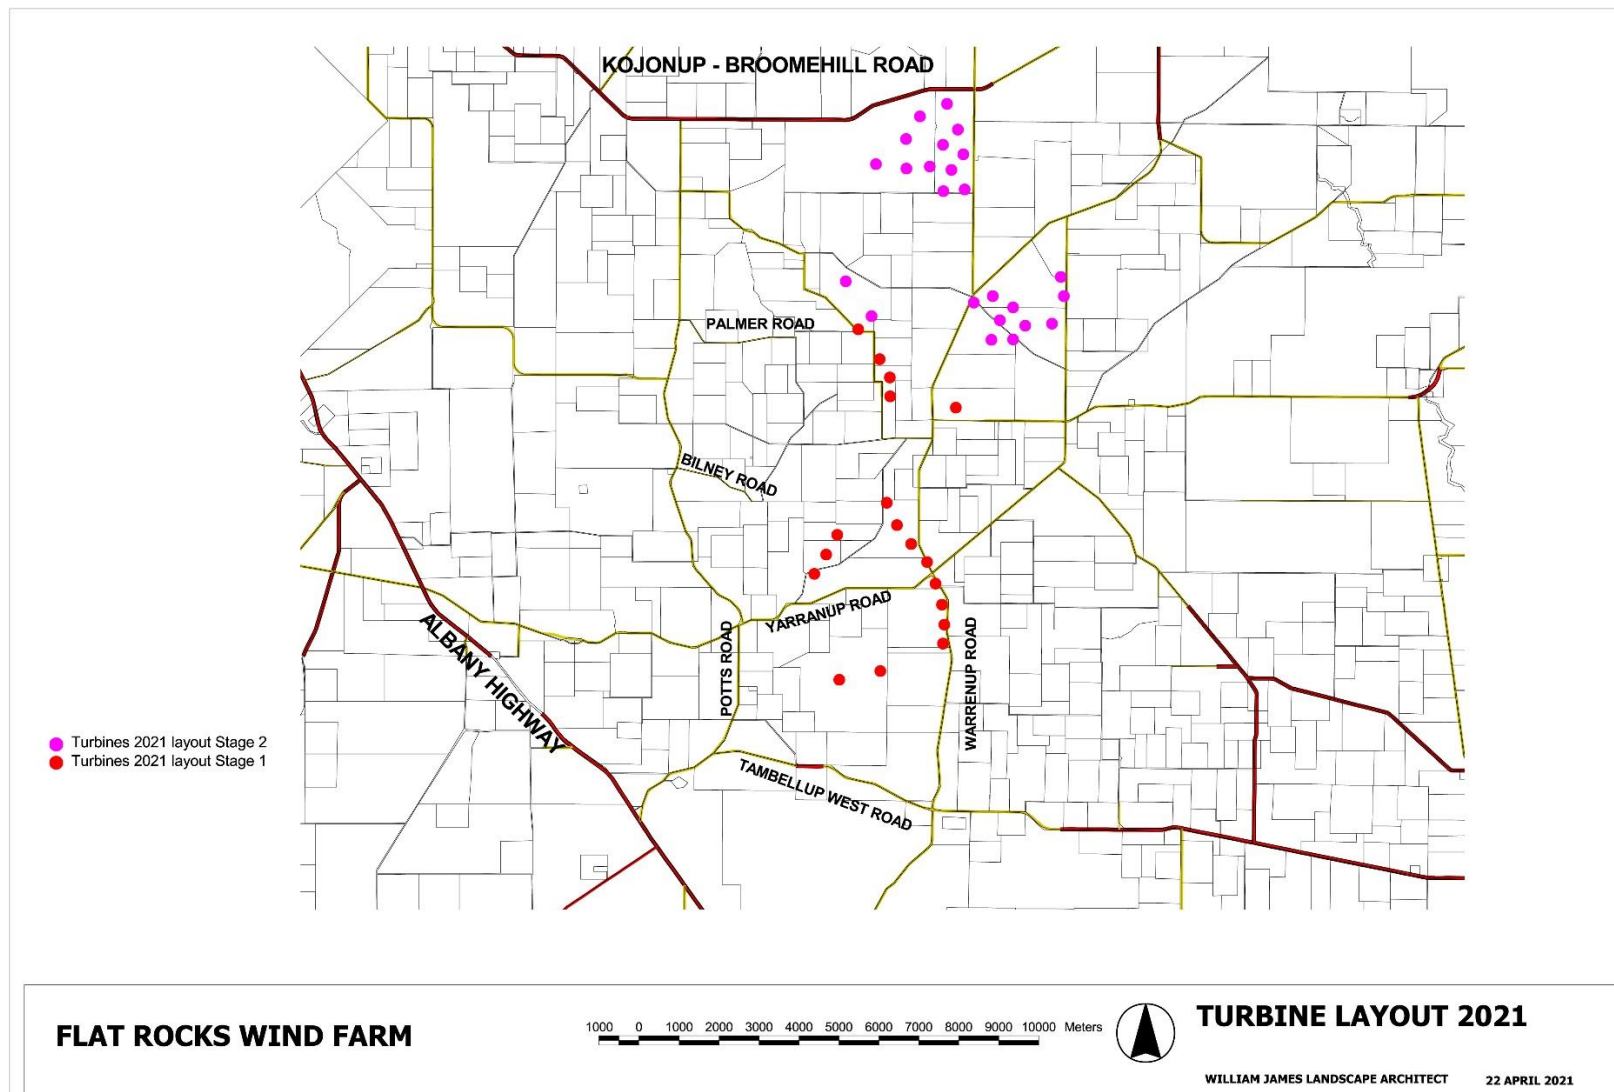 KOJONUP - BROOMEHILL ROAD
PALMER ROAD
BILNEY ROAD
YARRANUP ROAD
POTTS ROAD
WARRENUP ROAD
ALBANY HIGHWAY
TAMBELLUP WEST ROAD
Turbines 2021 layout Stage 2
Turbines 2021 layout Stage 1
FLAT ROCKS WIND FARM
1000 0 1000 2000 3000 4000 5000 6000 7000 8000 9000 10000 Meters
TURBINE LAYOUT 2021
WILLIAM JAMES LANDSCAPE ARCHITECT 22 APRIL 2021